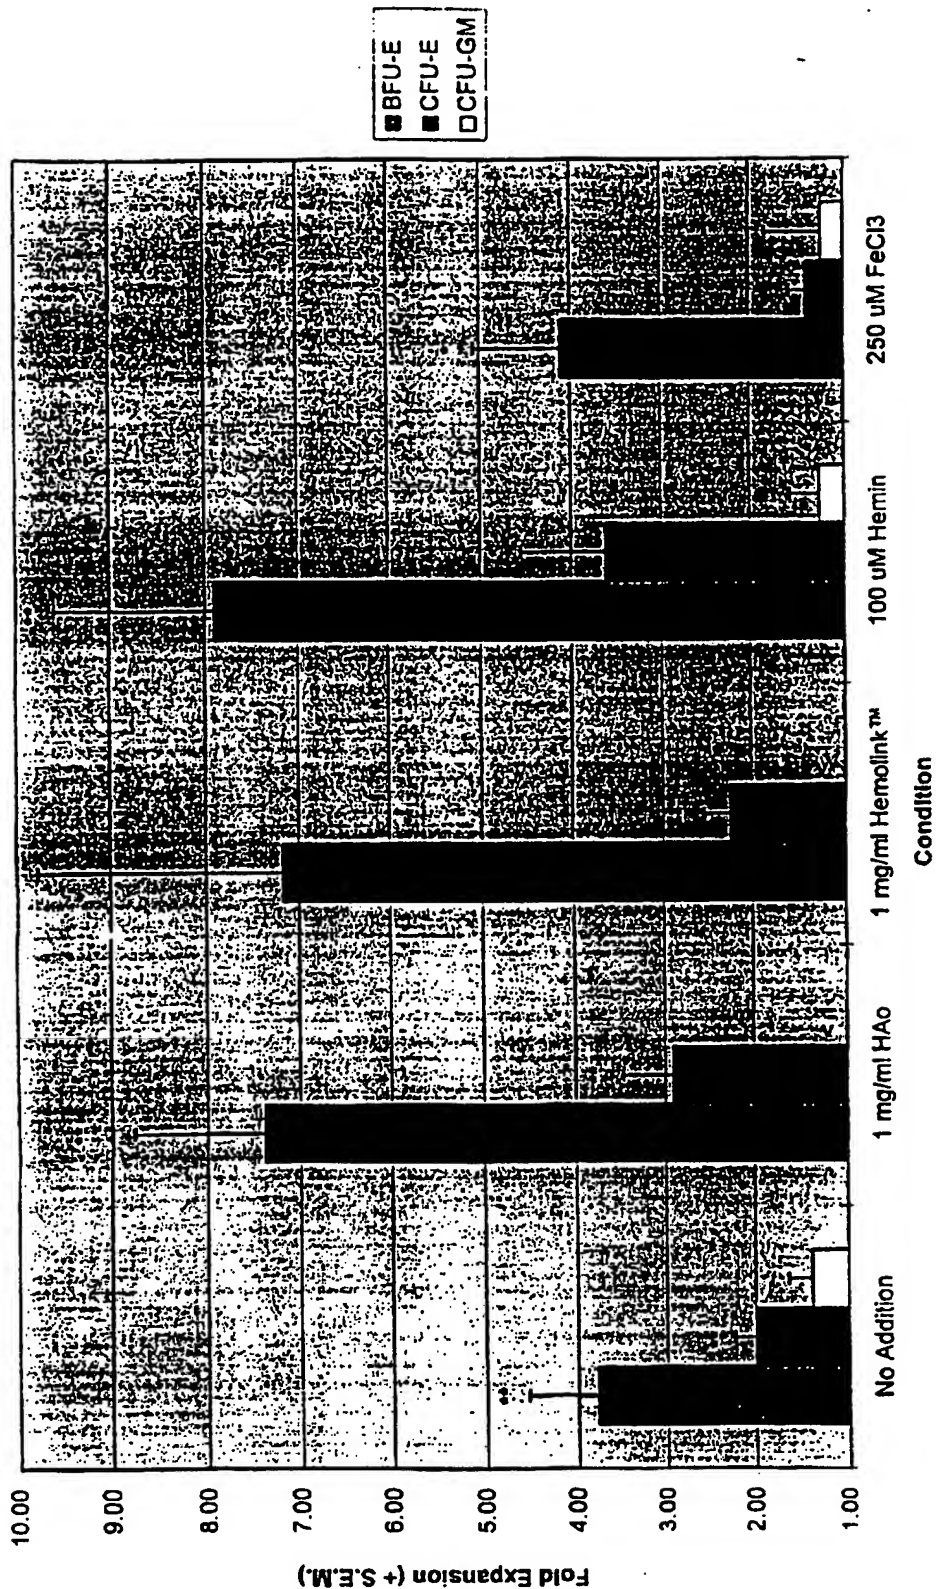 BFU-E
CFU-E
CFU-GM
10.00
9.00
8.00
7.00
6.00
5.00
4.00
3.00
2.00
1.00
Fold Expansion (+ S.E.M.)
No Addition
1 mg/ml HAo
1 mg/ml Hemolink™
100 uM Hemin
250 uM FeCl3
Condition